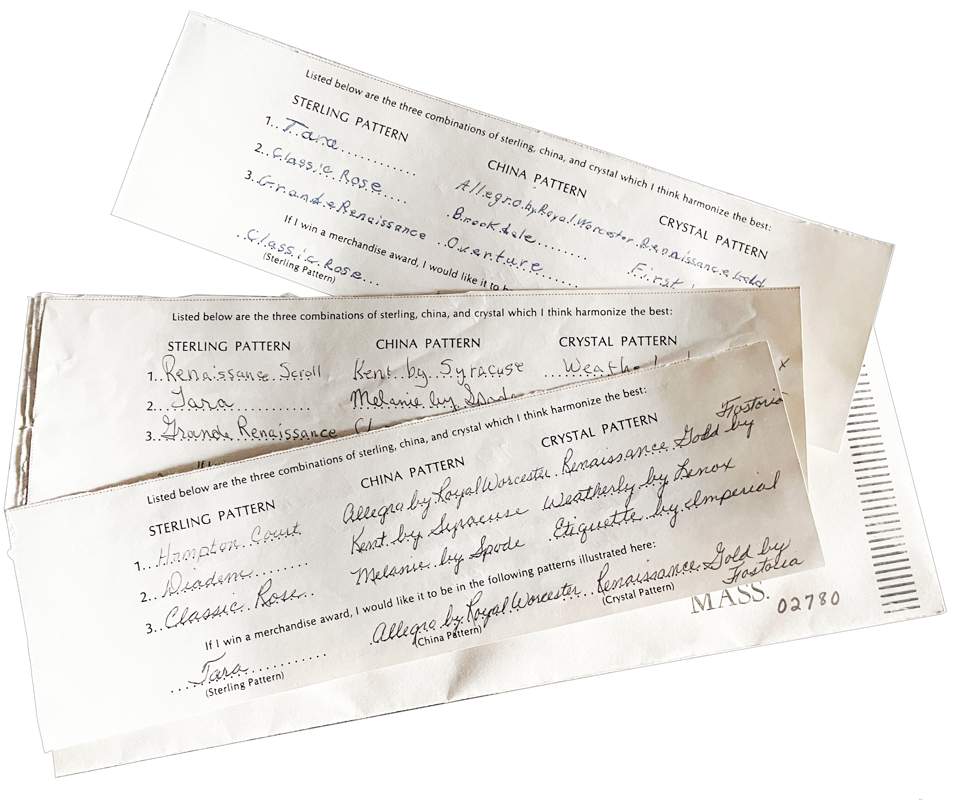 Listed below are the three combinations of sterling, china, and crystal which I think harmonize the best:
STERLING PATTERN CHINA PATTERN CRYSTAL PATTERN
1. Tara Allegro by Royal Worcester Renaissance Gold
2. Classic Rose Brookdale First
3. Grande Renaissance Overture
If I win a merchandise award, I would like it to b
Classic Rose
(Sterling Pattern)
Listed below are the three combinations of sterling, china, and crystal which I think harmonize the best:
STERLING PATTERN CHINA PATTERN CRYSTAL PATTERN
1. Renaissance Scroll Kent by Syracuse Weathe
2. Tara Melanie by Spode
3. Grande Renaissance
x
Listed below are the three combinations of sterling, china, and crystal which I think harmonize the best:
STERLING PATTERN CHINA PATTERN CRYSTAL PATTERN
1. Hampton Court Allegra by Royal Worcester Renaissance Gold by Fostoria
2. Diadem Kent by Syracuse Weatherly by Lenox
3. Classic Rose Melanie by Spode Etiquette by Imperial
If I win a merchandise award, I would like it to be in the following patterns illustrated here:
Tara Allegra by Royal Worcester Renaissance Gold by Fostoria
(Sterling Pattern) (China Pattern) (Crystal Pattern)
MASS. 02780